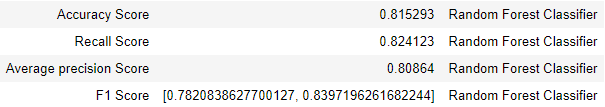 Accuracy Score 0.815293 Random Forest Classifier
Recall Score 0.824123 Random Forest Classifier
Average precision Score 0.80864 Random Forest Classifier
F1 Score [0.7820838627700127, 0.8397196261682244] Random Forest Classifier